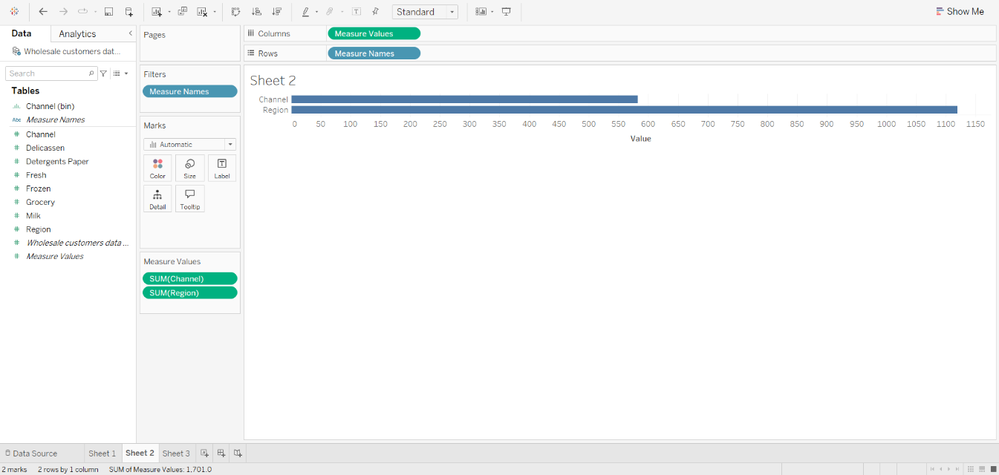 Standard
Show Me
Data
Analytics
Wholesale customers dat...
Search
Tables
Channel (bin)
Abc Measure Names
# Channel
# Delicassen
# Detergents Paper
# Fresh
# Frozen
# Grocery
# Milk
# Region
# Wholesale customers data ...
# Measure Values
Pages
Filters
Measure Names
Marks
Automatic
Color Size Label
Detail Tooltip
Measure Values
SUM(Channel)
SUM(Region)
Columns Measure Values
Rows Measure Names
Sheet 2
Channel
Region
0 50 100 150 200 250 300 350 400 450 500 550 600 650 700 750 800 850 900 950 1000 1050 1100 1150
Value
Data Source Sheet 1 Sheet 2 Sheet 3
2 marks 2 rows by 1 column SUM of Measure Values: 1,701.0